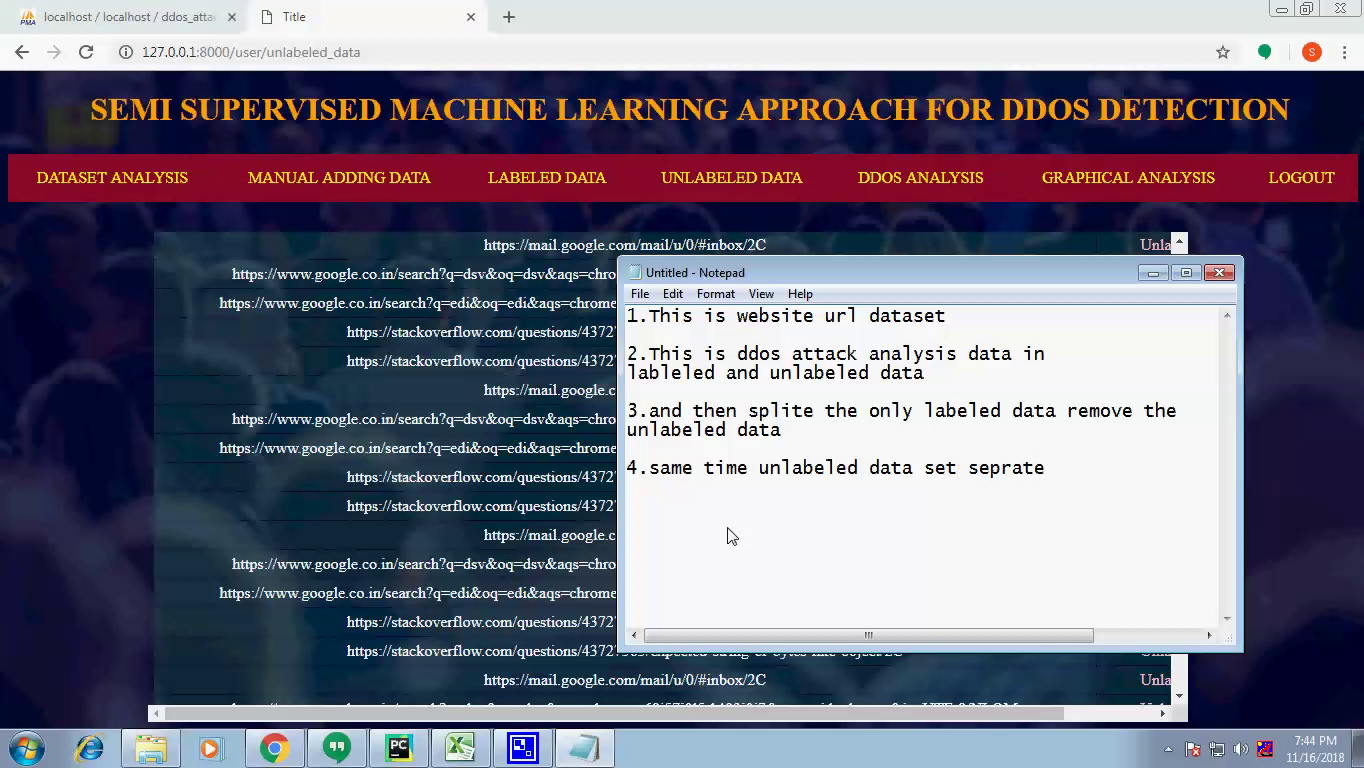 localhost / localhost / ddos_atta
Title
127.0.0.1:8000/user/unlabeled_data
S
SEMI SUPERVISED MACHINE LEARNING APPROACH FOR DDOS DETECTION
DATASET ANALYSIS MANUAL ADDING DATA LABELED DATA UNLABELED DATA DDOS ANALYSIS GRAPHICAL ANALYSIS LOGOUT
https://mail.google.com/mail/u/0/#inbox/2C Unla
https://www.google.co.in/search?q=dsv&oq=dsv&aqs=chro
https://www.google.co.in/search?q=edi&oq=edi&aqs=chrome
https://stackoverflow.com/questions/4372
https://stackoverflow.com/questions/4372
https://mail.google.c
https://www.google.co.in/search?q=dsv&oq=dsv&aqs=chro
https://www.google.co.in/search?q=edi&oq=edi&aqs=chrome
https://stackoverflow.com/questions/4372
https://stackoverflow.com/questions/4372
https://mail.google.c
https://www.google.co.in/search?q=dsv&oq=dsv&aqs=chro
https://www.google.co.in/search?q=edi&oq=edi&aqs=chrome
https://stackoverflow.com/questions/4372
https://mail.google.com/mail/u/0/#inbox/2C Unla
Untitled - Notepad
File Edit Format View Help
1.This is website url dataset
2.This is ddos attack analysis data in
lableled and unlabeled data
3.and then splite the only labeled data remove the
unlabeled data
4.same time unlabeled data set seprate
PC
7:44 PM
11/16/2018